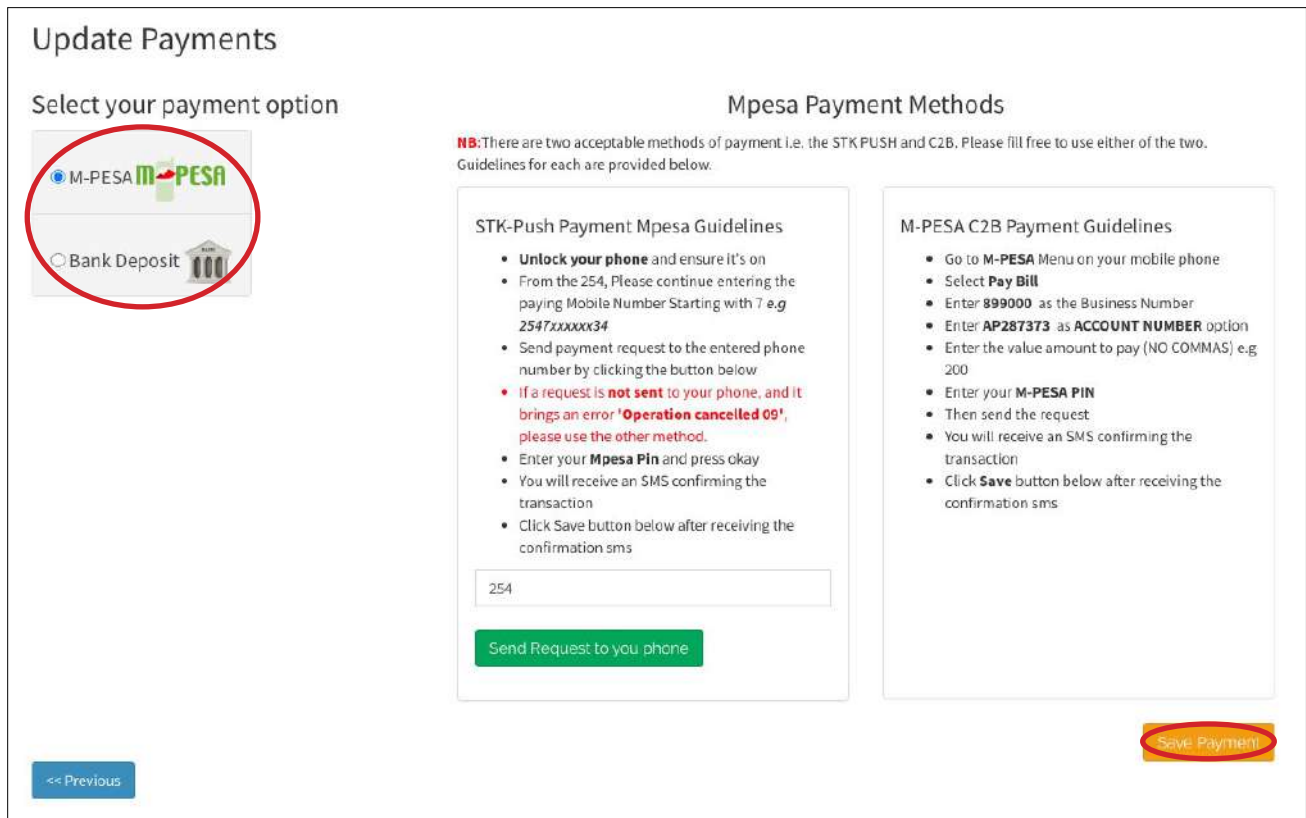 Update Payments
Select your payment option
M-PESA m-PESA
Bank Deposit
Mpesa Payment Methods
NB:There are two acceptable methods of payment i.e. the STK PUSH and C2B. Please fill free to use either of the two.
Guidelines for each are provided below.
STK-Push Payment Mpesa Guidelines
• Unlock your phone and ensure it's on
• From the 254, Please continue entering the
paying Mobile Number Starting with 7 e.g
2547xxxxxx34
• Send payment request to the entered phone
number by clicking the button below
• If a request is not sent to your phone, and it
brings an error 'Operation cancelled 09',
please use the other method.
• Enter your Mpesa Pin and press okay
• You will receive an SMS confirming the
transaction
• Click Save button below after receiving the
confirmation sms
254
Send Request to you phone
M-PESA C2B Payment Guidelines
• Go to M-PESA Menu on your mobile phone
• Select Pay Bill
• Enter 899000 as the Business Number
• Enter AP287373 as ACCOUNT NUMBER option
• Enter the value amount to pay (NO COMMAS) e.g
200
• Enter your M-PESA PIN
• Then send the request
• You will receive an SMS confirming the
transaction
• Click Save button below after receiving the
confirmation sms
Save Payment
<< Previous